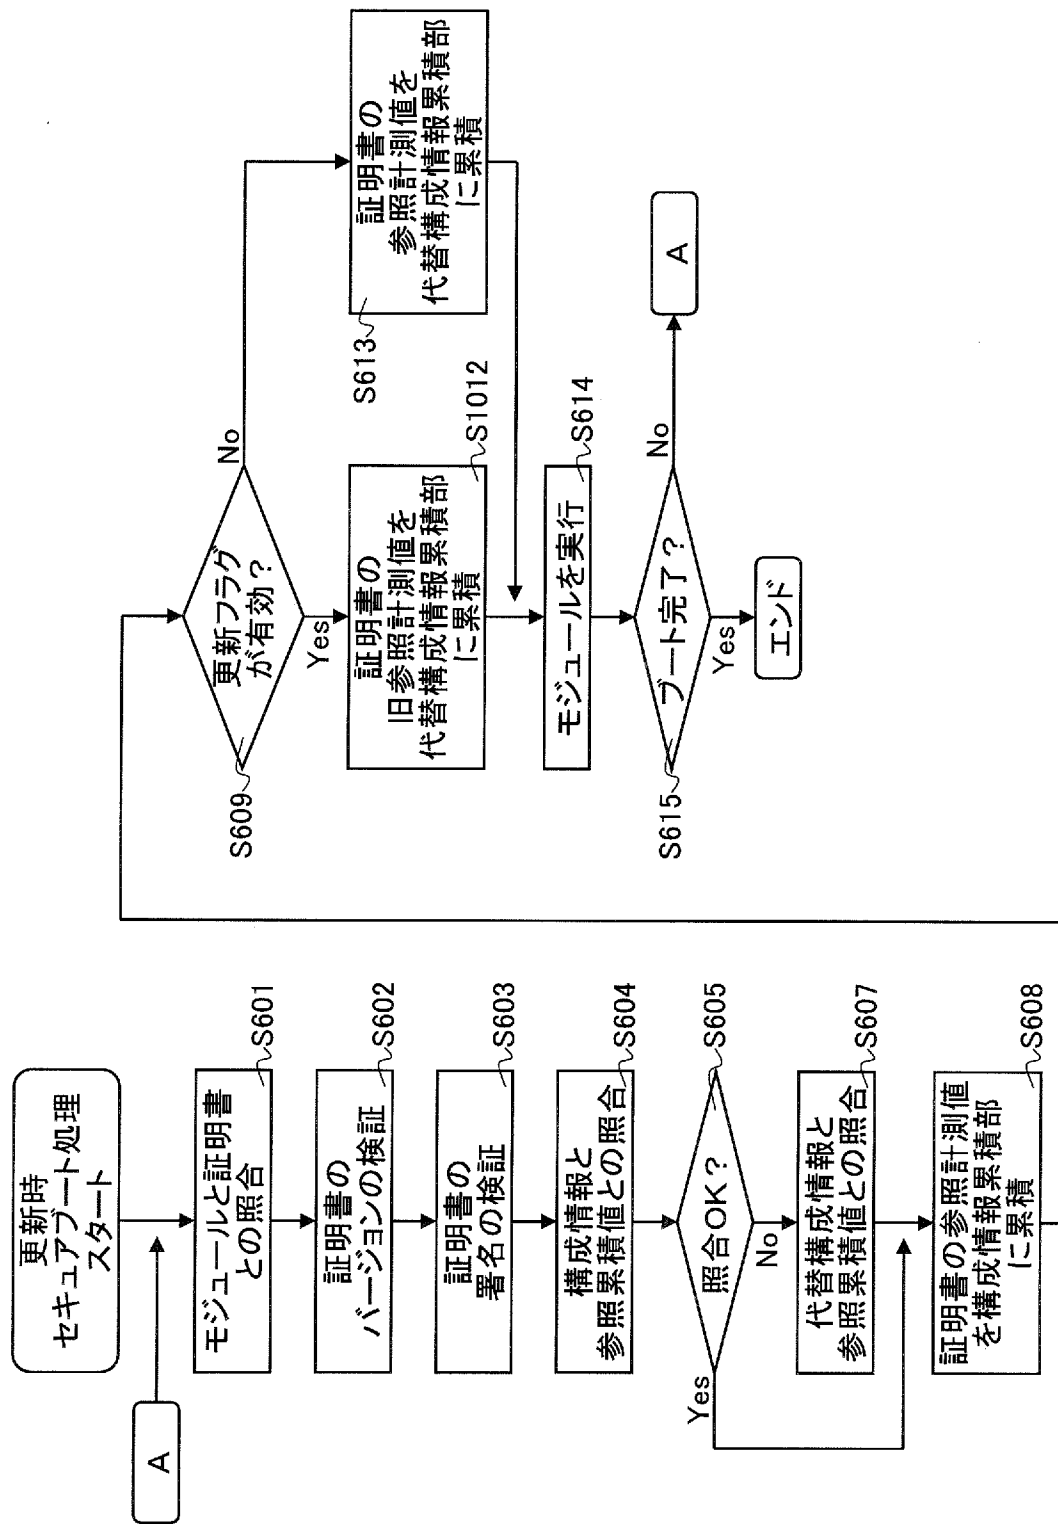 更新時
セキュアブート処理
スタート
A
モジュールと証明書
との照合
S601
証明書の
バージョンの検証
S602
証明書の
署名の検証
S603
構成情報と
参照累積値との照合
S604
照合OK?
S605
Yes
No
代替構成情報と
参照累積値との照合
S607
証明書の参照計測値
を構成情報累積部
に累積
S608
更新フラグ
が有効?
S609
No
Yes
証明書の
旧参照計測値を
代替構成情報累積部
に累積
S1012
証明書の
参照計測値を
代替構成情報累積部
に累積
S613
モジュールを実行
S614
ブート完了?
S615
No
A
Yes
エンド